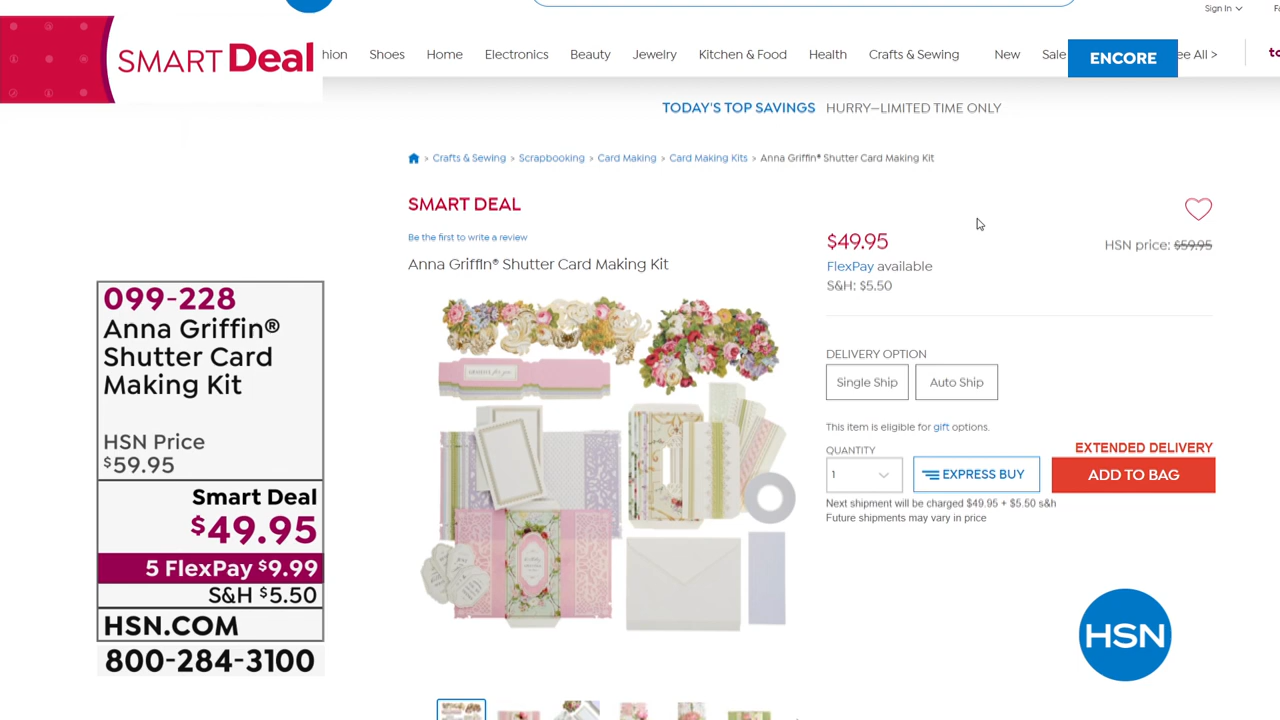 SMART Deal
Sign In
hion Shoes Home Electronics Beauty Jewelry Kitchen & Food Health Crafts & Sewing New Sale ee All >
ENCORE
TODAY'S TOP SAVINGS HURRY—LIMITED TIME ONLY
> Crafts & Sewing > Scrapbooking > Card Making > Card Making Kits > Anna Griffin® Shutter Card Making Kit
SMART DEAL
Be the first to write a review
Anna Griffin® Shutter Card Making Kit
$49.95
HSN price: $59.95
FlexPay available
S&H: $5.50
DELIVERY OPTION
Single Ship Auto Ship
This item is eligible for gift options.
QUANTITY
1
EXPRESS BUY
EXTENDED DELIVERY
ADD TO BAG
Next shipment will be charged $49.95 + $5.50 s&h
Future shipments may vary in price
099-228
Anna Griffin®
Shutter Card
Making Kit
HSN Price
$59.95
Smart Deal
$49.95
5 FlexPay $9.99
S&H $5.50
HSN.COM
800-284-3100
HSN